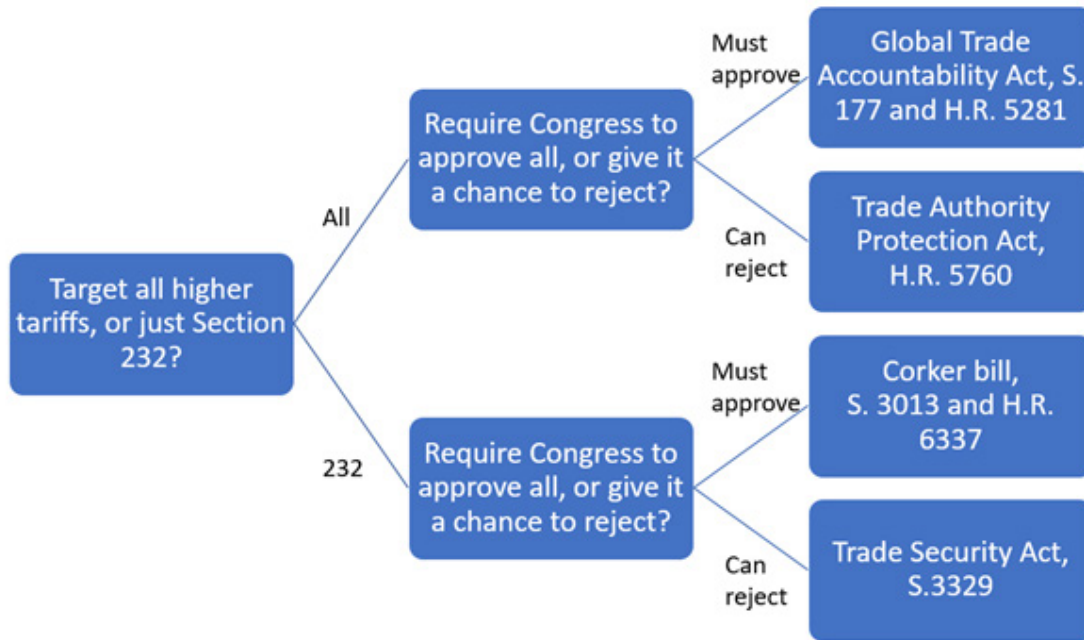 Target all higher
tariffs, or just Section
232?
All
232
Require Congress to
approve all, or give it
a chance to reject?
Must
approve
Global Trade
Accountability Act, S.
177 and H.R. 5281
Can
reject
Trade Authority
Protection Act,
H.R. 5760
Require Congress to
approve all, or give it
a chance to reject?
Must
approve
Corker bill,
S. 3013 and H.R.
6337
Can
reject
Trade Security Act,
S.3329